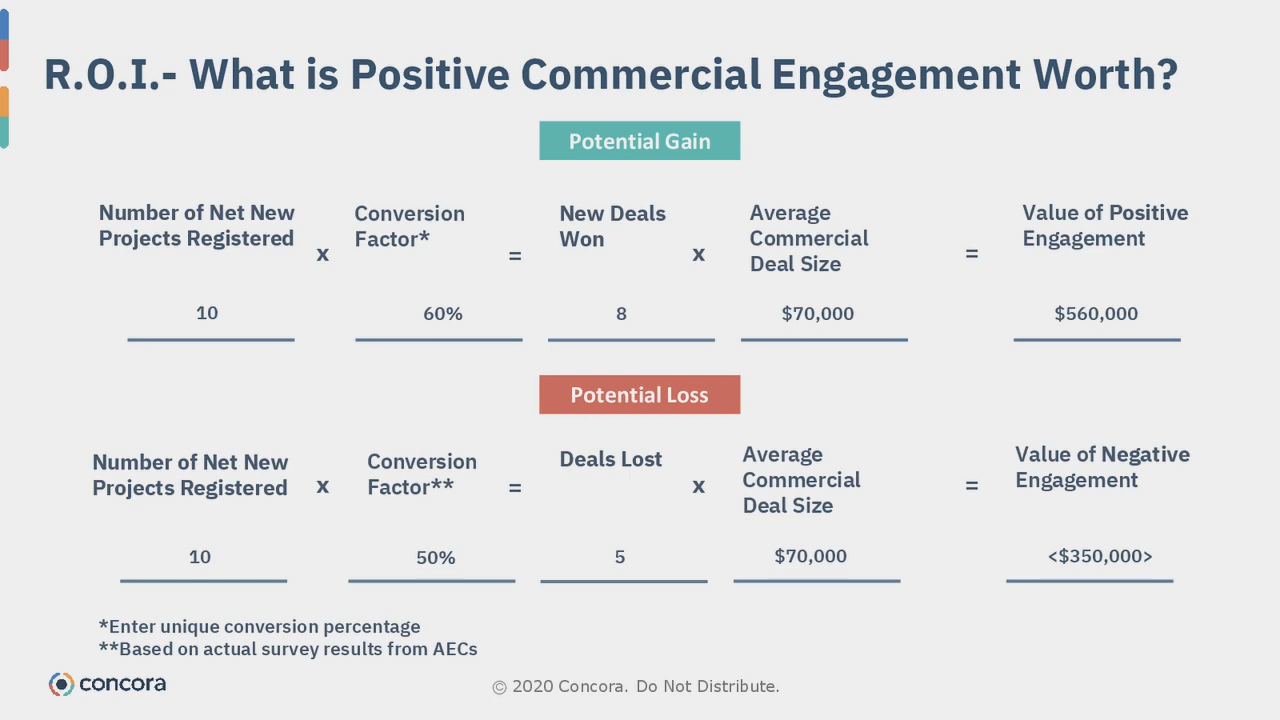 R.O.I.- What is Positive Commercial Engagement Worth?
Potential Gain
Number of Net New
Projects Registered
x
Conversion
Factor*
=
New Deals
Won
x
Average
Commercial
Deal Size
=
Value of Positive
Engagement
10
60%
8
$70,000
$560,000
Potential Loss
Number of Net New
Projects Registered
x
Conversion
Factor**
=
Deals Lost
x
Average
Commercial
Deal Size
=
Value of Negative
Engagement
10
50%
5
$70,000
<$350,000>
*Enter unique conversion percentage
**Based on actual survey results from AECs
concora
© 2020 Concora. Do Not Distribute.